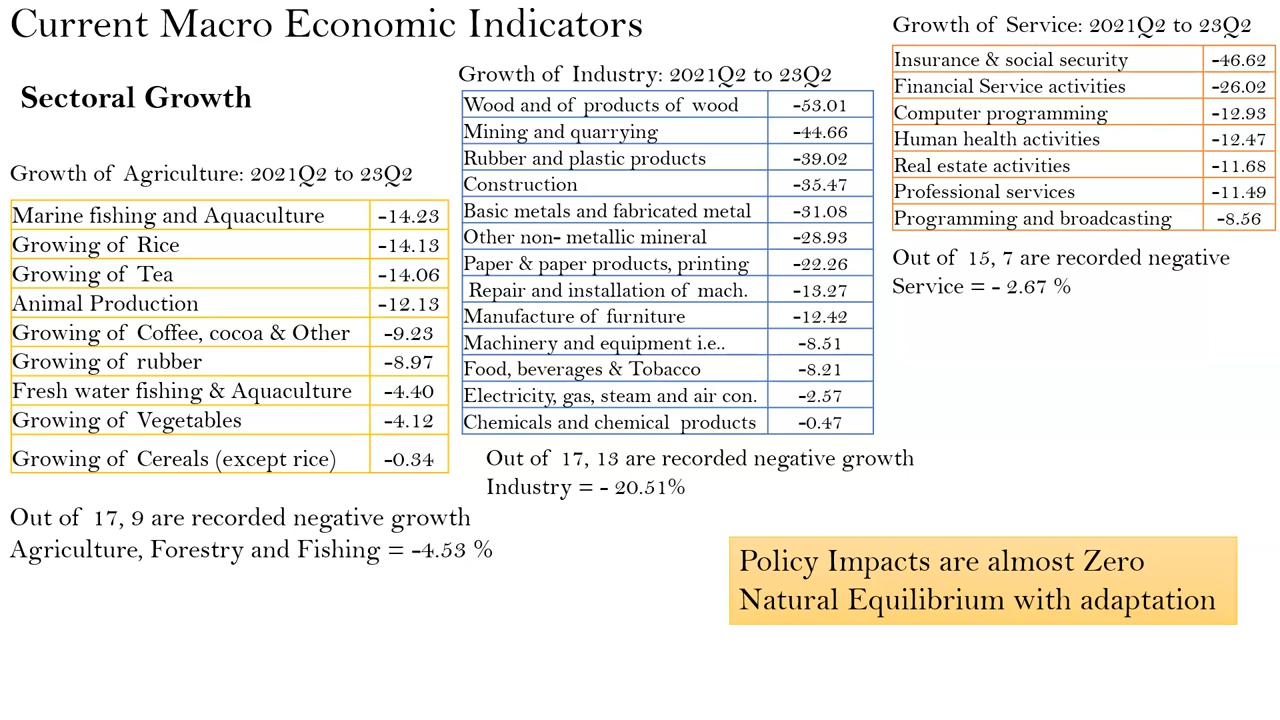 Current Macro Economic Indicators
Sectoral Growth
Growth of Agriculture: 2021Q2 to 23Q2
Marine fishing and Aquaculture -14.23
Growing of Rice -14.13
Growing of Tea -14.06
Animal Production -12.13
Growing of Coffee, cocoa & Other -9.23
Growing of rubber -8.97
Fresh water fishing & Aquaculture -4.40
Growing of Vegetables -4.12
Growing of Cereals (except rice) -0.34
Out of 17, 9 are recorded negative growth
Agriculture, Forestry and Fishing = -4.53 %
Growth of Industry: 2021Q2 to 23Q2
Wood and of products of wood -53.01
Mining and quarrying -44.66
Rubber and plastic products -39.02
Construction -35.47
Basic metals and fabricated metal -31.08
Other non- metallic mineral -28.93
Paper & paper products, printing -22.26
Repair and installation of mach. -13.27
Manufacture of furniture -12.42
Machinery and equipment i.e.. -8.51
Food, beverages & Tobacco -8.21
Electricity, gas, steam and air con. -2.57
Chemicals and chemical products -0.47
Out of 17, 13 are recorded negative growth
Industry = - 20.51%
Growth of Service: 2021Q2 to 23Q2
Insurance & social security -46.62
Financial Service activities -26.02
Computer programming -12.93
Human health activities -12.47
Real estate activities -11.68
Professional services -11.49
Programming and broadcasting -8.56
Out of 15, 7 are recorded negative
Service = - 2.67 %
Policy Impacts are almost Zero
Natural Equilibrium with adaptation